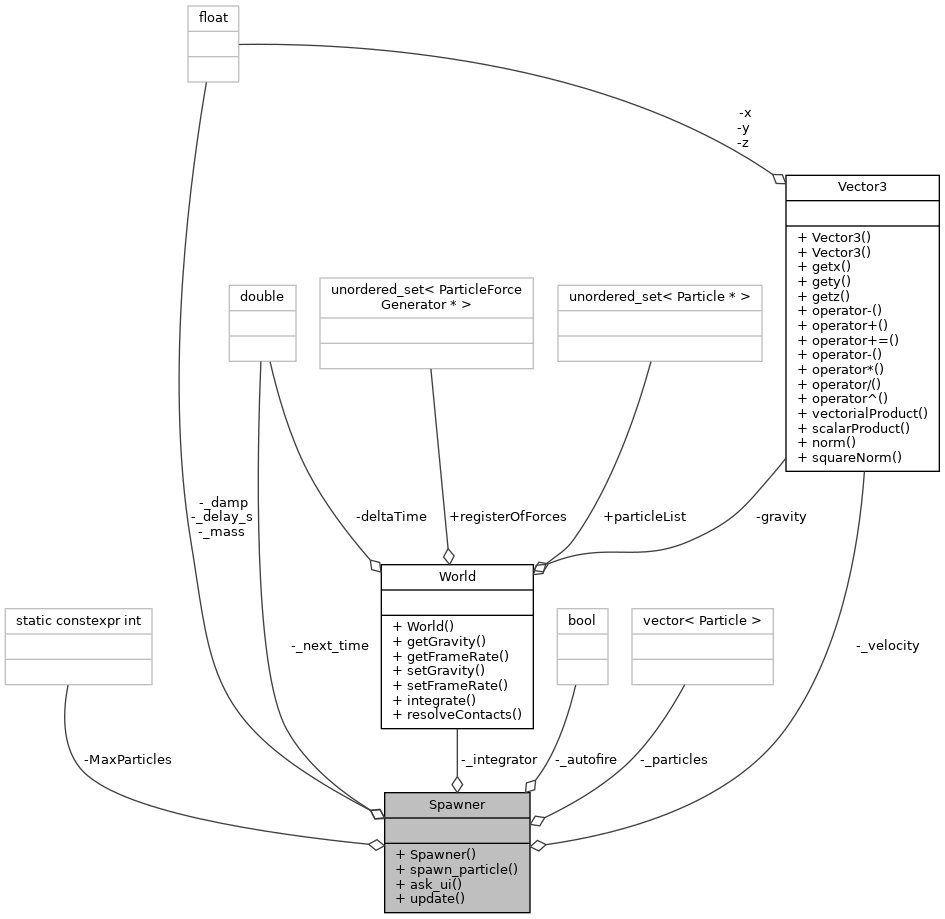 float
-x
-y
-z
Vector3
+ Vector3()
+ Vector3()
+ getx()
+ gety()
+ getz()
+ operator-()
+ operator+()
+ operator+=()
+ operator-()
+ operator*()
+ operator/()
+ operator^()
+ vectorialProduct()
+ scalarProduct()
+ norm()
+ squareNorm()
double
unordered_set< ParticleForce
Generator * >
unordered_set< Particle * >
-_damp
-_delay_s
-_mass
-deltaTime
+registerOfForces
+particleList
-gravity
World
+ World()
+ getGravity()
+ getFrameRate()
+ setGravity()
+ setFrameRate()
+ integrate()
+ resolveContacts()
static constexpr int
bool
vector< Particle >
-_next_time
-_velocity
-MaxParticles
-_integrator
-_autofire
-_particles
Spawner
+ Spawner()
+ spawn_particle()
+ ask_ui()
+ update()